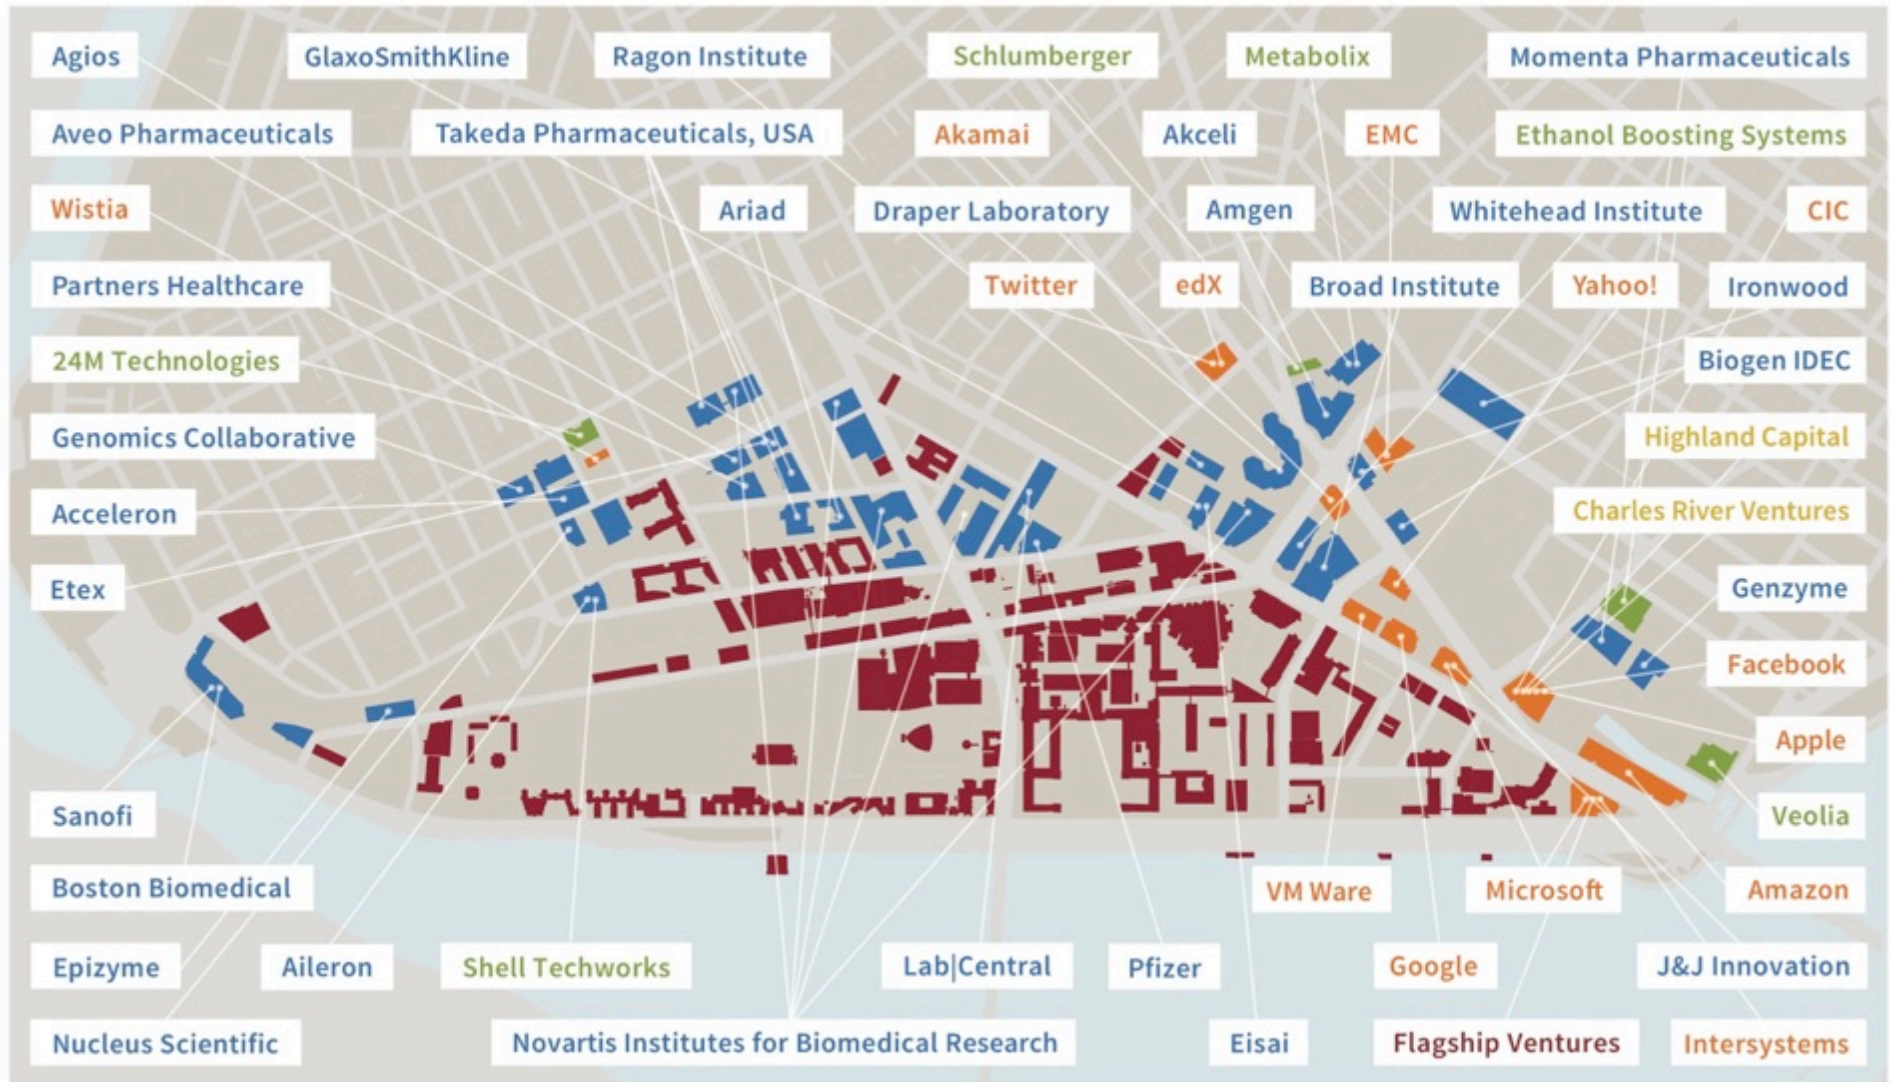 Agios
GlaxoSmithKline
Ragon Institute
Schlumberger
Metabolix
Momenta Pharmaceuticals
Aveo Pharmaceuticals
Takeda Pharmaceuticals, USA
Akamai
Akceli
EMC
Ethanol Boosting Systems
Wistia
Ariad
Draper Laboratory
Amgen
Whitehead Institute
CIC
Partners Healthcare
Twitter
edX
Broad Institute
Yahoo!
Ironwood
24M Technologies
Biogen IDEC
Genomics Collaborative
Highland Capital
Acceleron
Charles River Ventures
Etex
Genzyme
Facebook
Apple
Sanofi
Veolia
Boston Biomedical
VM Ware
Microsoft
Amazon
Epizyme
Aileron
Shell Techworks
Lab|Central
Pfizer
Google
J&J Innovation
Nucleus Scientific
Novartis Institutes for Biomedical Research
Eisai
Flagship Ventures
Intersystems